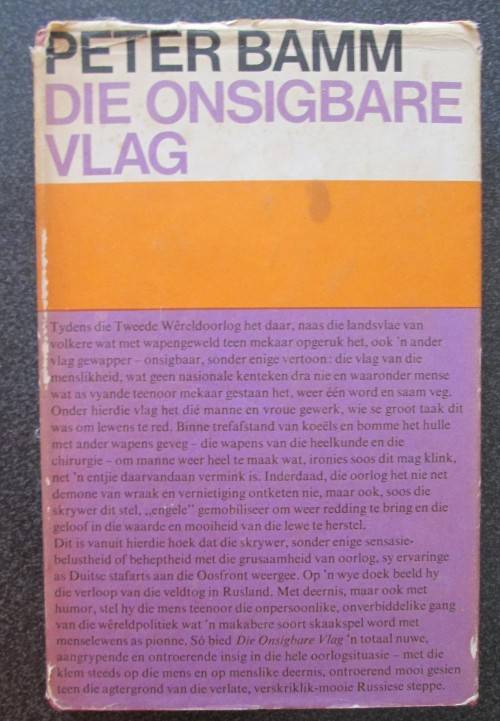 PETER BAMM
DIE ONSIGBARE
VLAG
Tydens die Tweede Wêreldoorlog het daar, naas die landsvlae van
volkere wat met wapengeweld teen mekaar opgeruk het, ook 'n ander
vlag gewapper – onsigbaar, sonder enige vertoon: die vlag van die
menslikheid, wat geen nasionale kenteken dra nie en waaronder mense
wat as vyande teenoor mekaar gestaan het, weer één word en saam veg.
Onder hierdie vlag het dié manne en vroue gewerk, wie se groot taak dit
was om lewens te red. Binne trefafstand van koeëls en bomme het hulle
met ander wapens geveg – die wapens van die heelkunde en die
chirurgie – om manne weer heel te maak wat, ironies soos dit mag klink,
net 'n entjie daarvandaan vermink is. Inderdaad, die oorlog het nie net
demone van wraak en vernietiging ontketen nie, maar ook, soos die
skrywer dit stel, „engele" gemobiliseer om weer redding te bring en die
geloof in die waarde en mooiheid van die lewe te herstel.
Dit is vanuit hierdie hoek dat die skrywer, sonder enige sensasie-
belustheid of beheptheid met die grusaamheid van oorlog, sy ervaringe
as Duitse stafarts aan die Oosfront weergee. Op 'n wye doek beeld hy
die verloop van die veldtog in Rusland. Met deernis, maar ook met
humor, stel hy die mens teenoor die onpersoonlike, onverbiddelike gang
van die wêreldpolitiek wat 'n makabere soort skaakspel word met
menselewens as pionne. Só bied Die Onsigbare Vlag 'n totaal nuwe,
aangrypende en ontroerende insig in die hele oorlogsituasie – met die
klem steeds op die mens en op menslike deernis, ontroerend mooi gesien
teen die agtergrond van die verlate, verskriklik-mooie Russiese steppe.